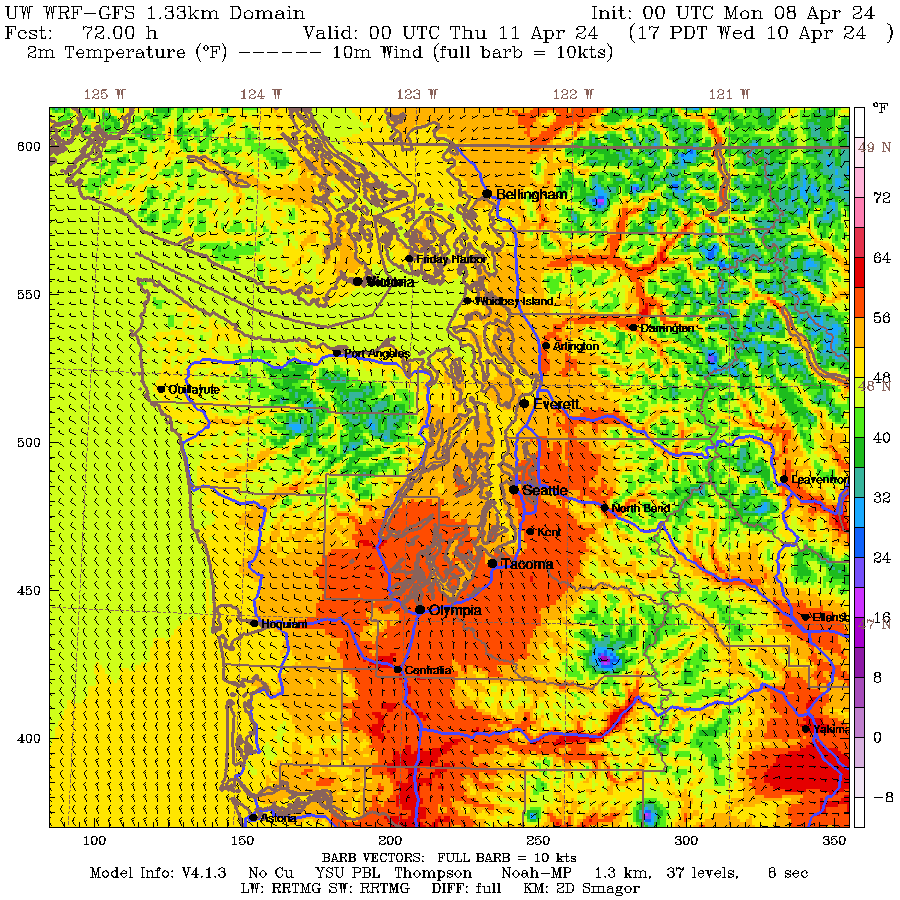 UW WRF-GFS 1.33km Domain Init: 00 UTC Mon 08 Apr 24
Fcst: 72.00 h Valid: 00 UTC Thu 11 Apr 24 (17 PDT Wed 10 Apr 24 )
2m Temperature (°F) ------ 10m Wind (full barb = 10kts)
125 W 124 W 123 W 122 W 121 W
°F
600 49 N
Bellingham 72
Friday Harbor 64
Victoria
550 Whidbey Island
Darrington 56
Arlington
Port Angeles
Quillayute 48
48 N
Everett
500 40
Seattle
North Bend 32
Kent
Tacoma 24
450
Olympia 16
Hoquiam 47 N
Centralia 8
400 Yakima 0
-8
Astoria
100 150 200 250 300 350
BARB VECTORS: FULL BARB = 10 kts
Model Info: V4.1.3 No Cu YSU PBL Thompson Noah-MP 1.3 km, 37 levels, 8 sec
LW: RRTMG SW: RRTMG DIFF: full KM: 2D Smagor